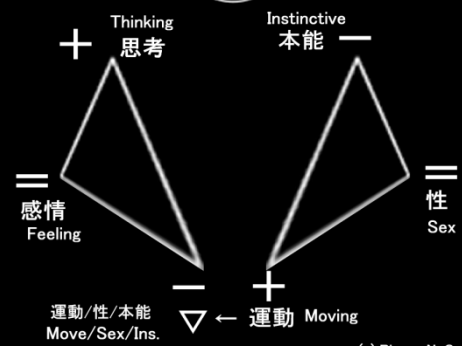 Thinking
+ 思考
Instinctive
本能 −
= 感情
Feeling
= 性
Sex
−
+
運動/性/本能
Move/Sex/Ins.
▽ ← 運動 Moving